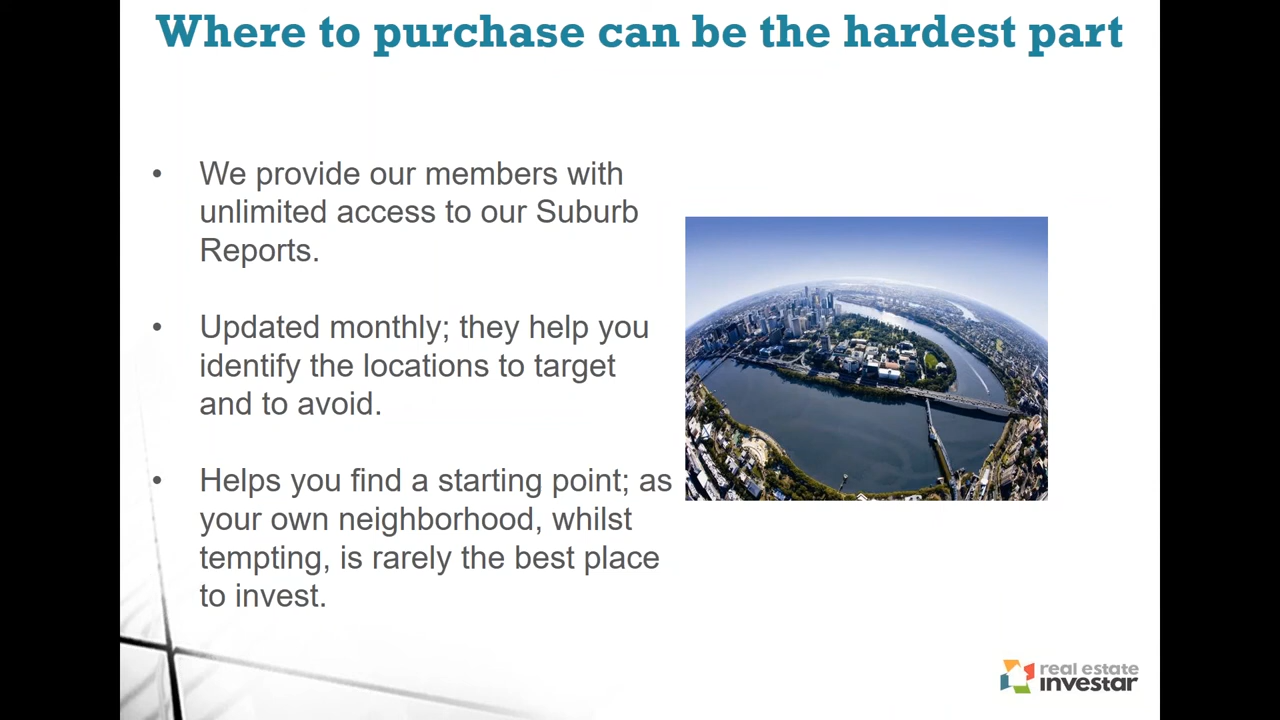 Where to purchase can be the hardest part
• We provide our members with
unlimited access to our Suburb
Reports.
• Updated monthly; they help you
identify the locations to target
and to avoid.
• Helps you find a starting point; as
your own neighborhood, whilst
tempting, is rarely the best place
to invest.
real estate
investar